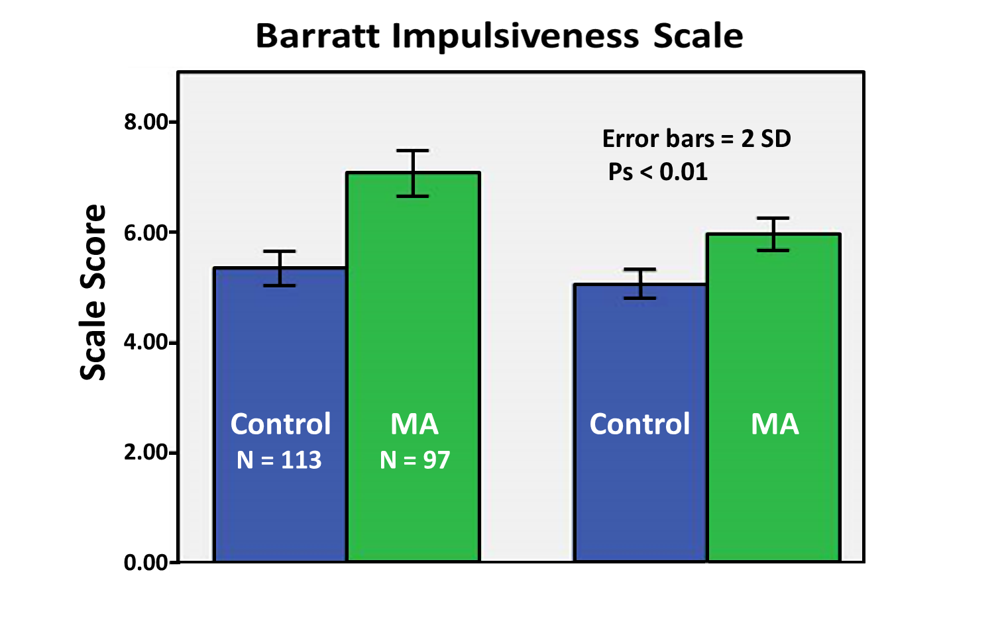 Barratt Impulsiveness Scale
Scale Score
8.00
6.00
4.00
2.00
0.00
Error bars = 2 SD
Ps < 0.01
Control
N = 113
MA
N = 97
Control
MA